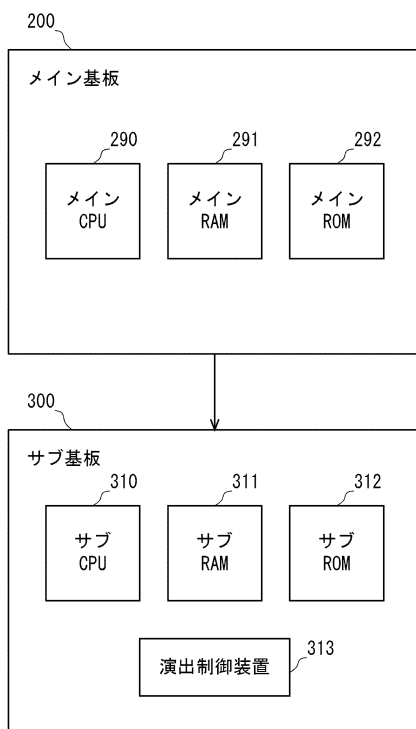 200
メイン基板
290
291
292
メイン
CPU
メイン
RAM
メイン
ROM
300
サブ基板
310
311
312
サブ
CPU
サブ
RAM
サブ
ROM
演出制御装置
313